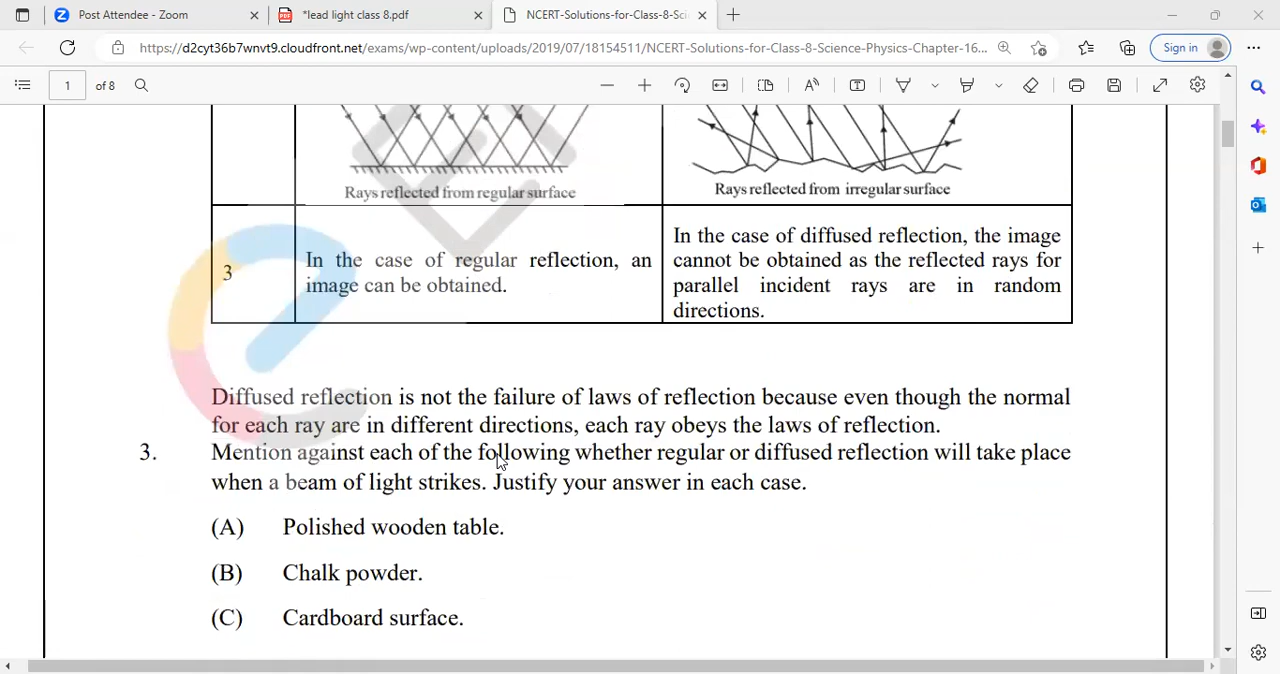 Post Attendee - Zoom
*lead light class 8.pdf
NCERT-Solutions-for-Class-8-Sci
https://d2cyt36b7wnvt9.cloudfront.net/exams/wp-content/uploads/2019/07/18154511/NCERT-Solutions-for-Class-8-Science-Physics-Chapter-16...
Sign in
1 of 8
Rays reflected from regular surface
Rays reflected from irregular surface
3
In the case of regular reflection, an
image can be obtained.
In the case of diffused reflection, the image
cannot be obtained as the reflected rays for
parallel incident rays are in random
directions.
Diffused reflection is not the failure of laws of reflection because even though the normal
for each ray are in different directions, each ray obeys the laws of reflection.
3. Mention against each of the following whether regular or diffused reflection will take place
when a beam of light strikes. Justify your answer in each case.
(A) Polished wooden table.
(B) Chalk powder.
(C) Cardboard surface.